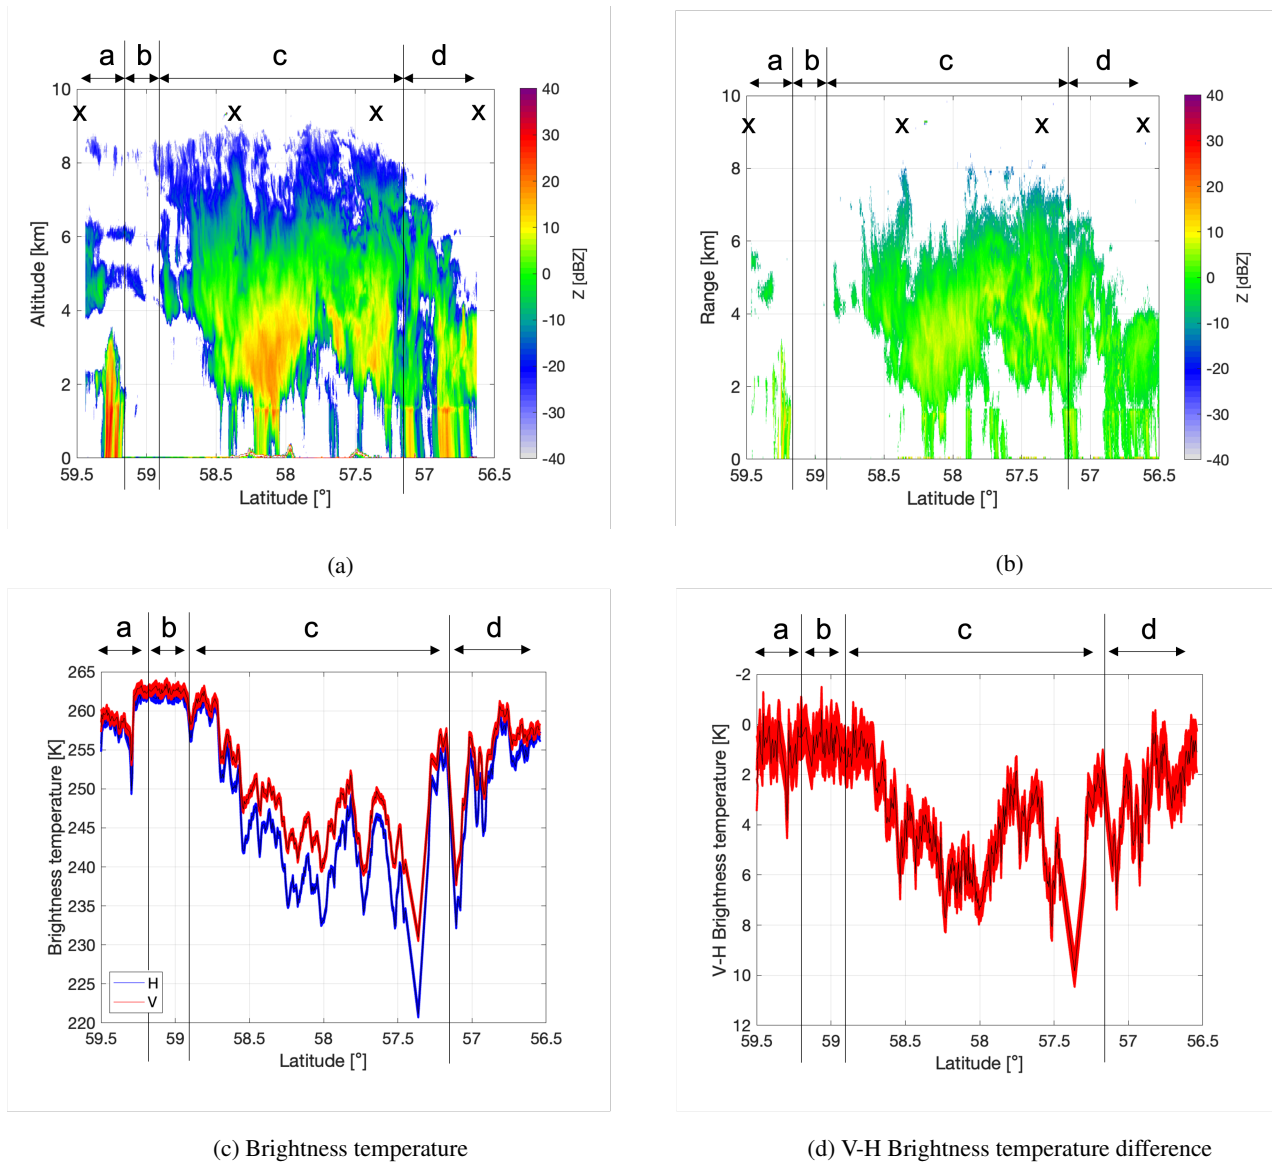 a b c d
10
8
6
4
2
0
Altitude [km]
x x x x
59.5 59 58.5 58 57.5 57 56.5
Latitude [°]
40
30
20
10
0
-10
-20
-30
-40
Z [dBZ]
(a)
a b c d
10
8
6
4
2
0
Range [km]
x x x x
59.5 59 58.5 58 57.5 57 56.5
Latitude [°]
40
30
20
10
0
-10
-20
-30
-40
Z [dBZ]
(b)
a b c d
265
260
255
250
245
240
235
230
225
220
Brightness temperature [K]
H
V
59.5 59 58.5 58 57.5 57 56.5
Latitude [°]
(c) Brightness temperature
a b c d
-2
0
2
4
6
8
10
12
V-H Brightness temperature [K]
59.5 59 58.5 58 57.5 57 56.5
Latitude [°]
(d) V-H Brightness temperature difference